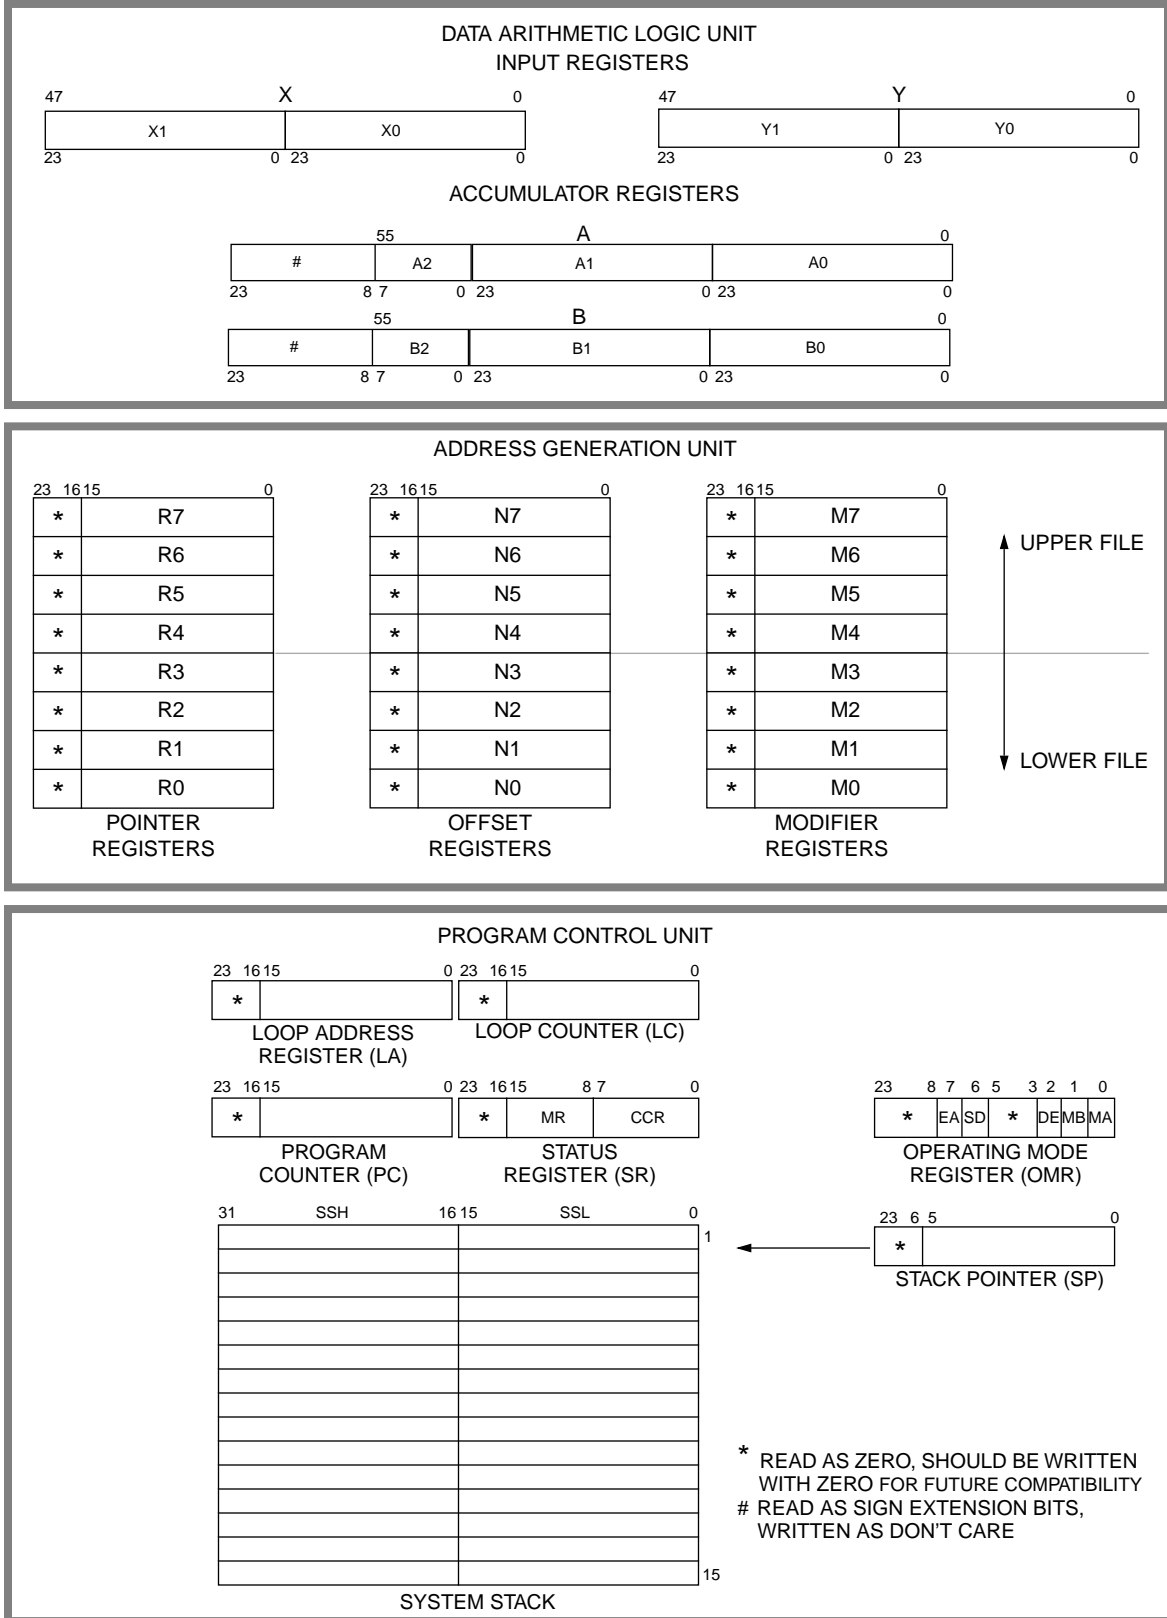 DATA ARITHMETIC LOGIC UNIT
INPUT REGISTERS
47 X 0 47 Y 0
X1 X0 Y1 Y0
23 0 23 0 23 0 23 0
ACCUMULATOR REGISTERS
55 A 0
# A2 A1 A0
23 8 7 0 23 0 23 0
55 B 0
# B2 B1 B0
23 8 7 0 23 0 23 0
ADDRESS GENERATION UNIT
23 16 15 0 23 16 15 0 23 16 15 0
* R7 * N7 * M7
* R6 * N6 * M6 UPPER FILE
* R5 * N5 * M5
* R4 * N4 * M4
* R3 * N3 * M3
* R2 * N2 * M2
* R1 * N1 * M1 LOWER FILE
* R0 * N0 * M0
POINTER OFFSET MODIFIER
REGISTERS REGISTERS REGISTERS
PROGRAM CONTROL UNIT
23 16 15 0 23 16 15 0
* *
LOOP ADDRESS LOOP COUNTER (LC)
REGISTER (LA)
23 16 15 0 23 16 15 8 7 0 23 8 7 6 5 3 2 1 0
* * MR CCR * EA SD * DE MB MA
PROGRAM STATUS OPERATING MODE
COUNTER (PC) REGISTER (SR) REGISTER (OMR)
31 SSH 16 15 SSL 0 23 6 5 0
1 *
STACK POINTER (SP)
* READ AS ZERO, SHOULD BE WRITTEN
WITH ZERO FOR FUTURE COMPATIBILITY
# READ AS SIGN EXTENSION BITS,
WRITTEN AS DON'T CARE
15
SYSTEM STACK